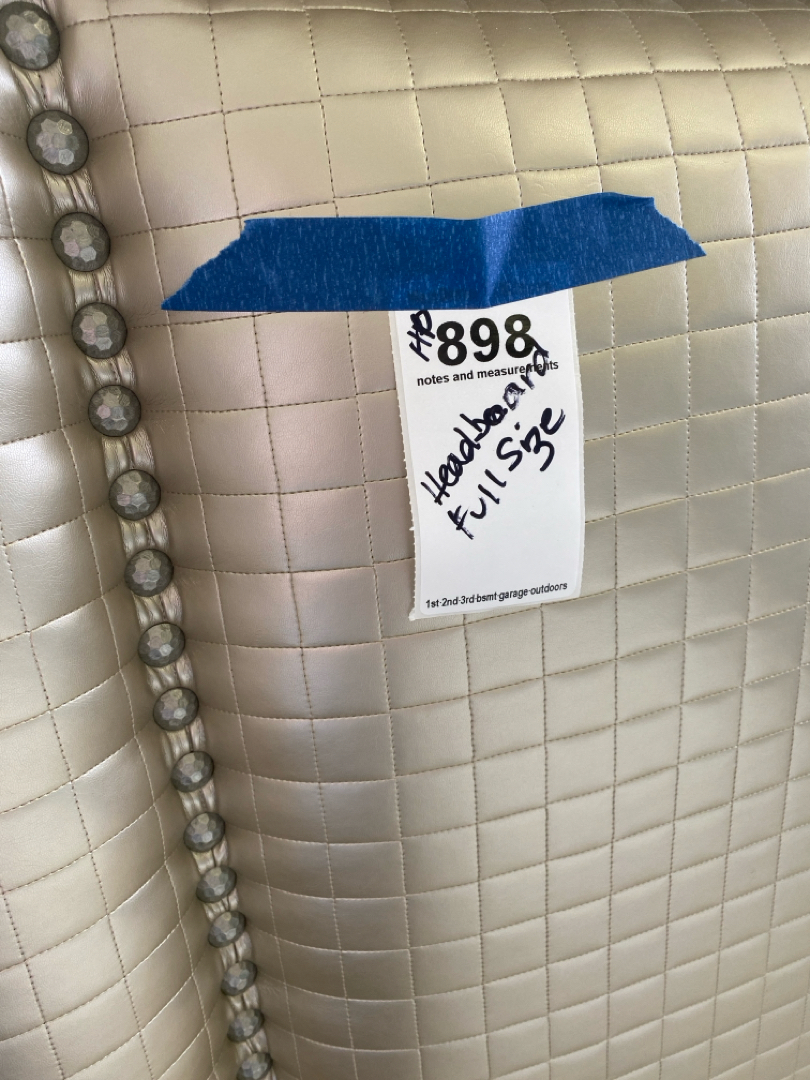 HB
898
notes and measurements
Headboard
Full Size
1st-2nd-3rd-bsmt-garage-outdoors